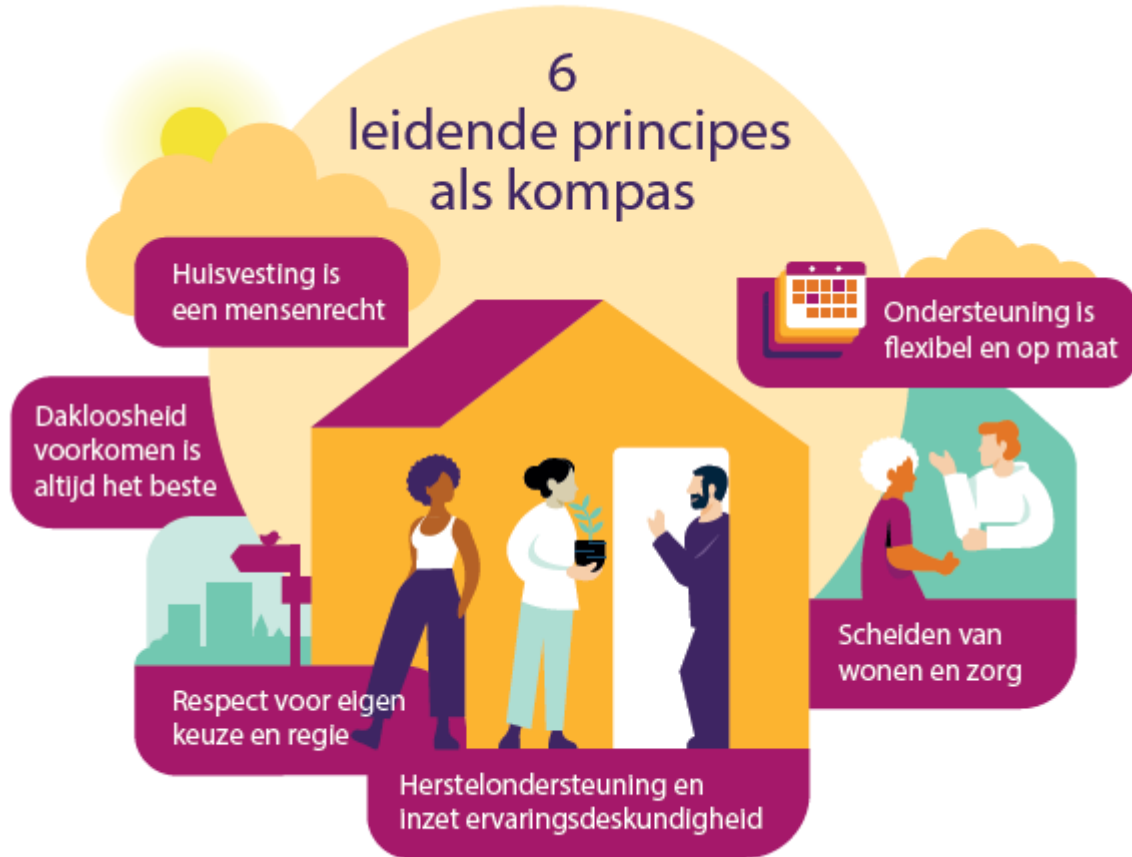 6
leidende principes
als kompas
Huisvesting is
een mensenrecht
Ondersteuning is
flexibel en op maat
Dakloosheid
voorkomen is
altijd het beste
Scheiden van
wonen en zorg
Respect voor eigen
keuze en regie
Herstelondersteuning en
inzet ervaringsdeskundigheid